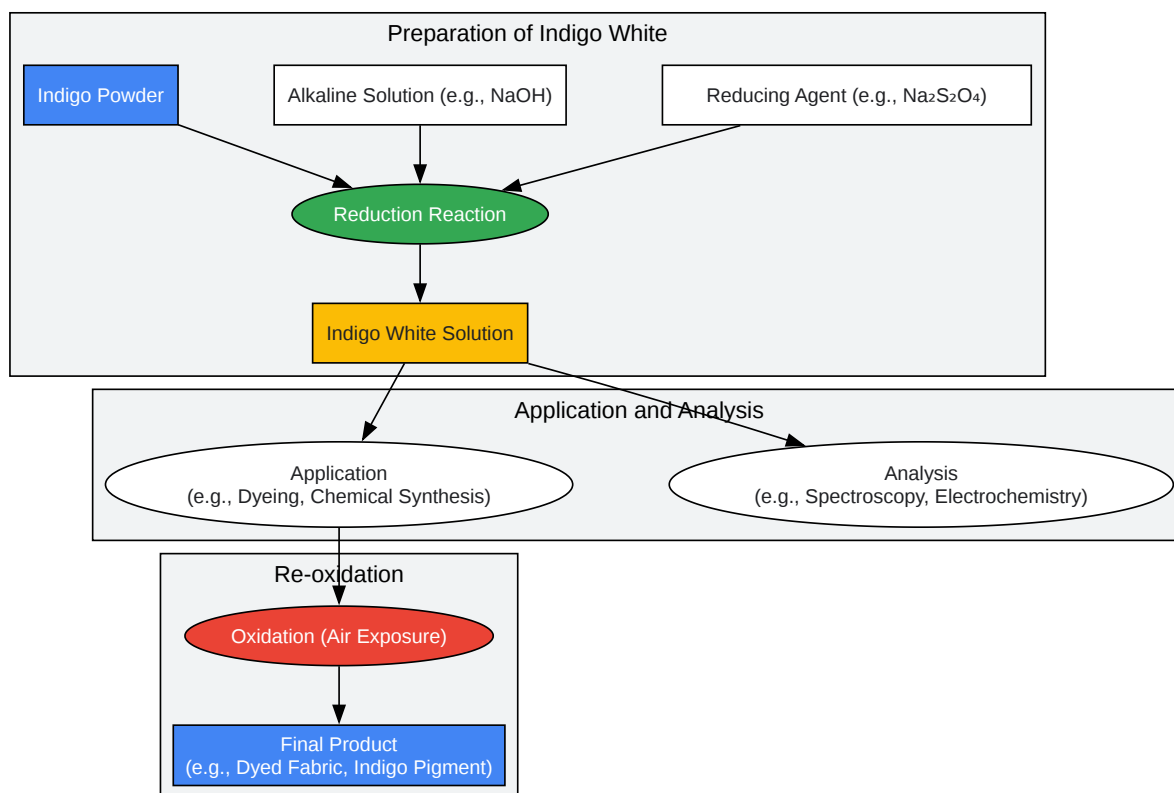 Preparation of Indigo White
Indigo Powder
Alkaline Solution (e.g., NaOH)
Reducing Agent (e.g., Na₂S₂O₄)
Reduction Reaction
Indigo White Solution
Application and Analysis
Application
(e.g., Dyeing, Chemical Synthesis)
Analysis
(e.g., Spectroscopy, Electrochemistry)
Re-oxidation
Oxidation (Air Exposure)
Final Product
(e.g., Dyed Fabric, Indigo Pigment)